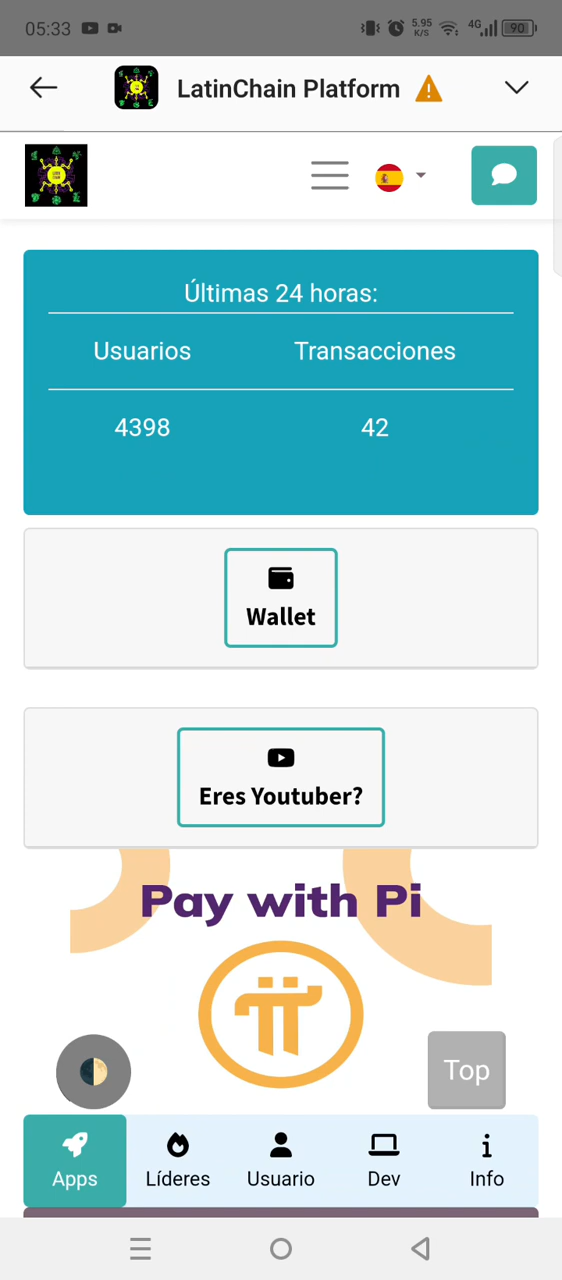 05:33
5.95
K/S
4G
90
LatinChain Platform
Últimas 24 horas:
Usuarios Transacciones
4398 42
Wallet
Eres Youtuber?
Pay with Pi
Top
Apps Líderes Usuario Dev Info